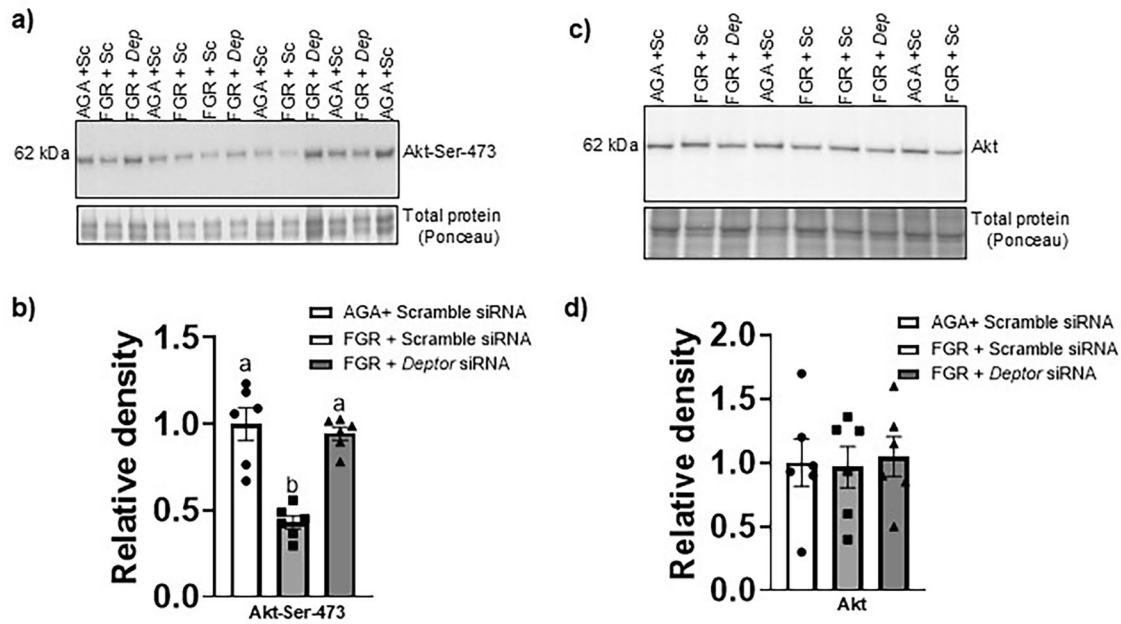 a)
AGA +Sc
FGR + Sc
FGR + Dep
AGA + Sc
FGR + Sc
FGR + Sc
FGR + Dep
AGA + Sc
FGR + Sc
FGR + Dep
AGA + Sc
FGR + Dep
AGA + Sc
62 kDa
Akt-Ser-473
Total protein
(Ponceau)
c)
AGA +Sc
FGR + Sc
FGR + Dep
AGA + Sc
FGR + Sc
FGR + Sc
FGR + Dep
AGA + Sc
FGR + Sc
62 kDa
Akt
Total protein
(Ponceau)
b)
AGA+ Scramble siRNA
FGR + Scramble siRNA
FGR + Deptor siRNA
Relative density
1.5
1.0
0.5
0.0
a
b
a
Akt-Ser-473
d)
AGA+ Scramble siRNA
FGR + Scramble siRNA
FGR + Deptor siRNA
Relative density
2.0
1.5
1.0
0.5
0.0
Akt